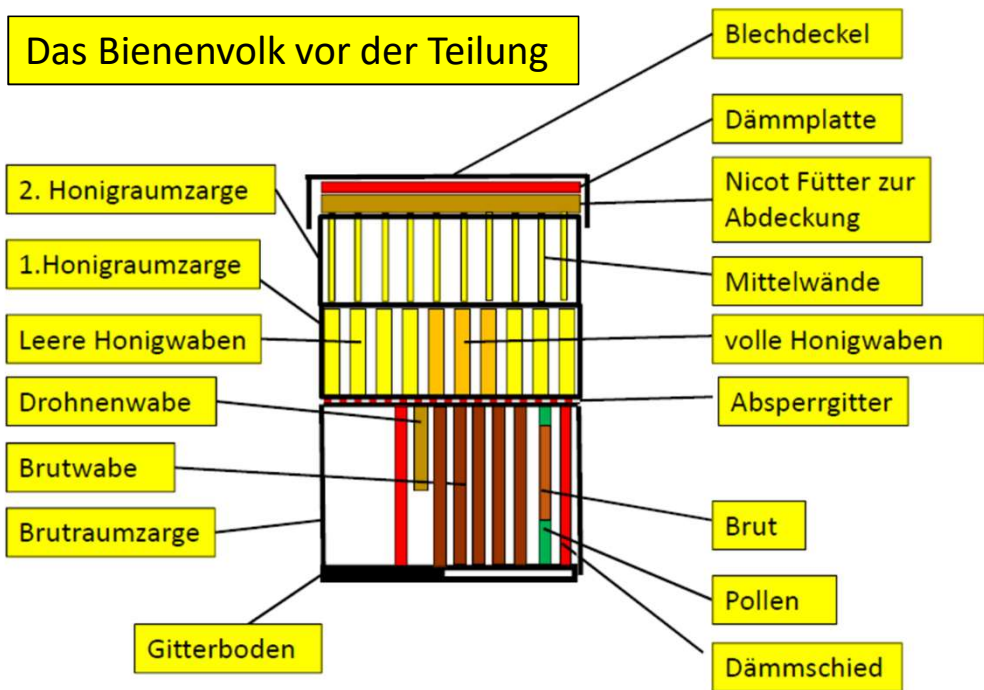 Das Bienenvolk vor der Teilung
Blechdeckel
Dämmplatte
2. Honigraumzarge
Nicot Fütter zur
Abdeckung
1.Honigraumzarge
Mittelwände
Leere Honigwaben
volle Honigwaben
Drohnenwabe
Absperrgitter
Brutwabe
Brutraumzarge
Brut
Pollen
Gitterboden
Dämmschied